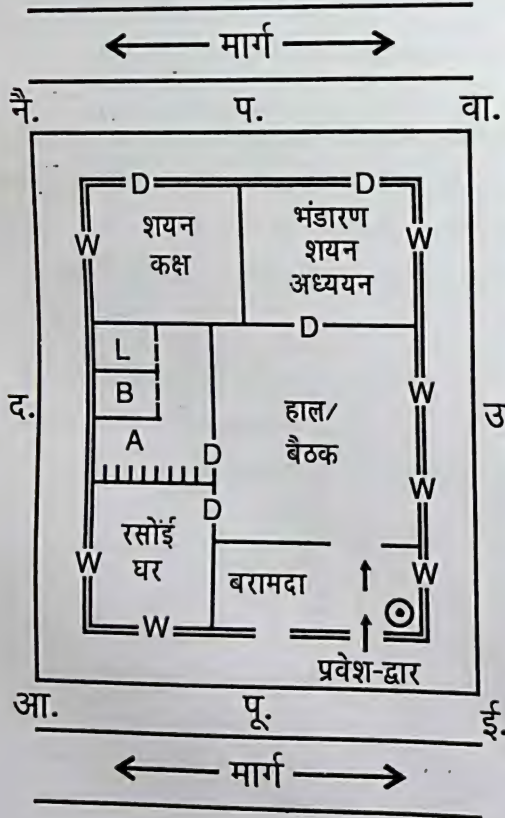 मार्ग
नै. प. वा.
D D
शयन
कक्ष
भंडारण
शयन
अध्ययन
W W
D
L
B
A
हाल/
बैठक
W
द. उ
D
W
D
रसोंई
घर
बरामदा
W W
W
प्रवेश-द्वार
आ. पू. ई.
मार्ग